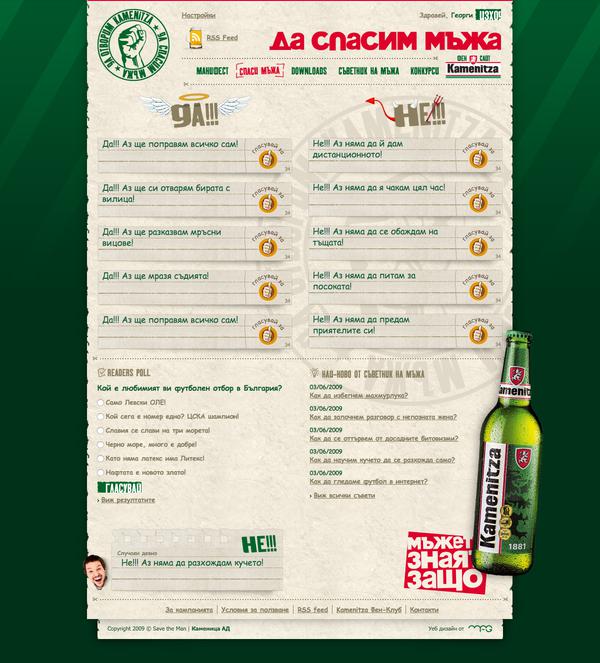 ДА ОТВОРИМ KAMENITZA ДА СПАСИМ МЪЖА
Настройки
Здравей, Георги ИЗХОД
RSS Feed
Да спасим мъжа
МАНИФЕСТ СПАСИ МЪЖА DOWNLOADS СЪВЕТНИК НА МЪЖА КОНКУРСИ
ФЕН САЙТ
Kamenitza
ДА!!!
НЕ!!!
Да!!! Аз ще поправям всичко сам!
гласувай за
34
Не!!! Аз няма да й дам
дистанционното!
гласувай за
34
Да!!! Аз ще си отварям бирата с
вилица!
гласувай за
34
Не!!! Аз няма да я чакам цял час!
гласувай за
34
Да!!! Аз ще разказвам мръсни
вицове!
гласувай за
34
Не!!! Аз няма да се обаждам на
тъщата!
гласувай за
34
Да!!! Аз ще мразя съдията!
гласувай за
34
Не!!! Аз няма да питам за
посоката!
гласувай за
34
Да!!! Аз ще поправям всичко сам!
гласувай за
34
Не!!! Аз няма да предам
приятелите си!
гласувай за
34
READERS POLL
Кой е любимият ви футболен отбор в България?
Само Левски ОЛЕ!
Кой сега е номер едно? ЦСКА шампион!
Славия се слави на три морета!
Черно море, много е добре!
Като няма латекс има Литекс!
Нафтата е новото злато!
ГЛАСУВАЙ
› Виж резултатите
НАЙ-НОВО ОТ СЪВЕТНИК НА МЪЖА
03/06/2009
Как да избегнем махмурлука?
03/06/2009
Как да започнем разговор с непозната жена?
03/06/2009
Как да се отървем от досадните битовизми?
03/06/2009
Как да научим кучето да се разхожда само?
03/06/2009
Как да гледаме футбол в интернет?
› Виж всички съвети
Kamenitza
Kamenitza
1881
НЕ!!!
Случаен девиз
Не!!! Аз няма да разхождам кучето!
мъжет
зная
защо
За кампанията | Условия за ползване | RSS feed | Kamenitza Фен-Клуб | Контакти
Copyright 2009 © Save the Man | Каменица АД
Уеб дизайн от